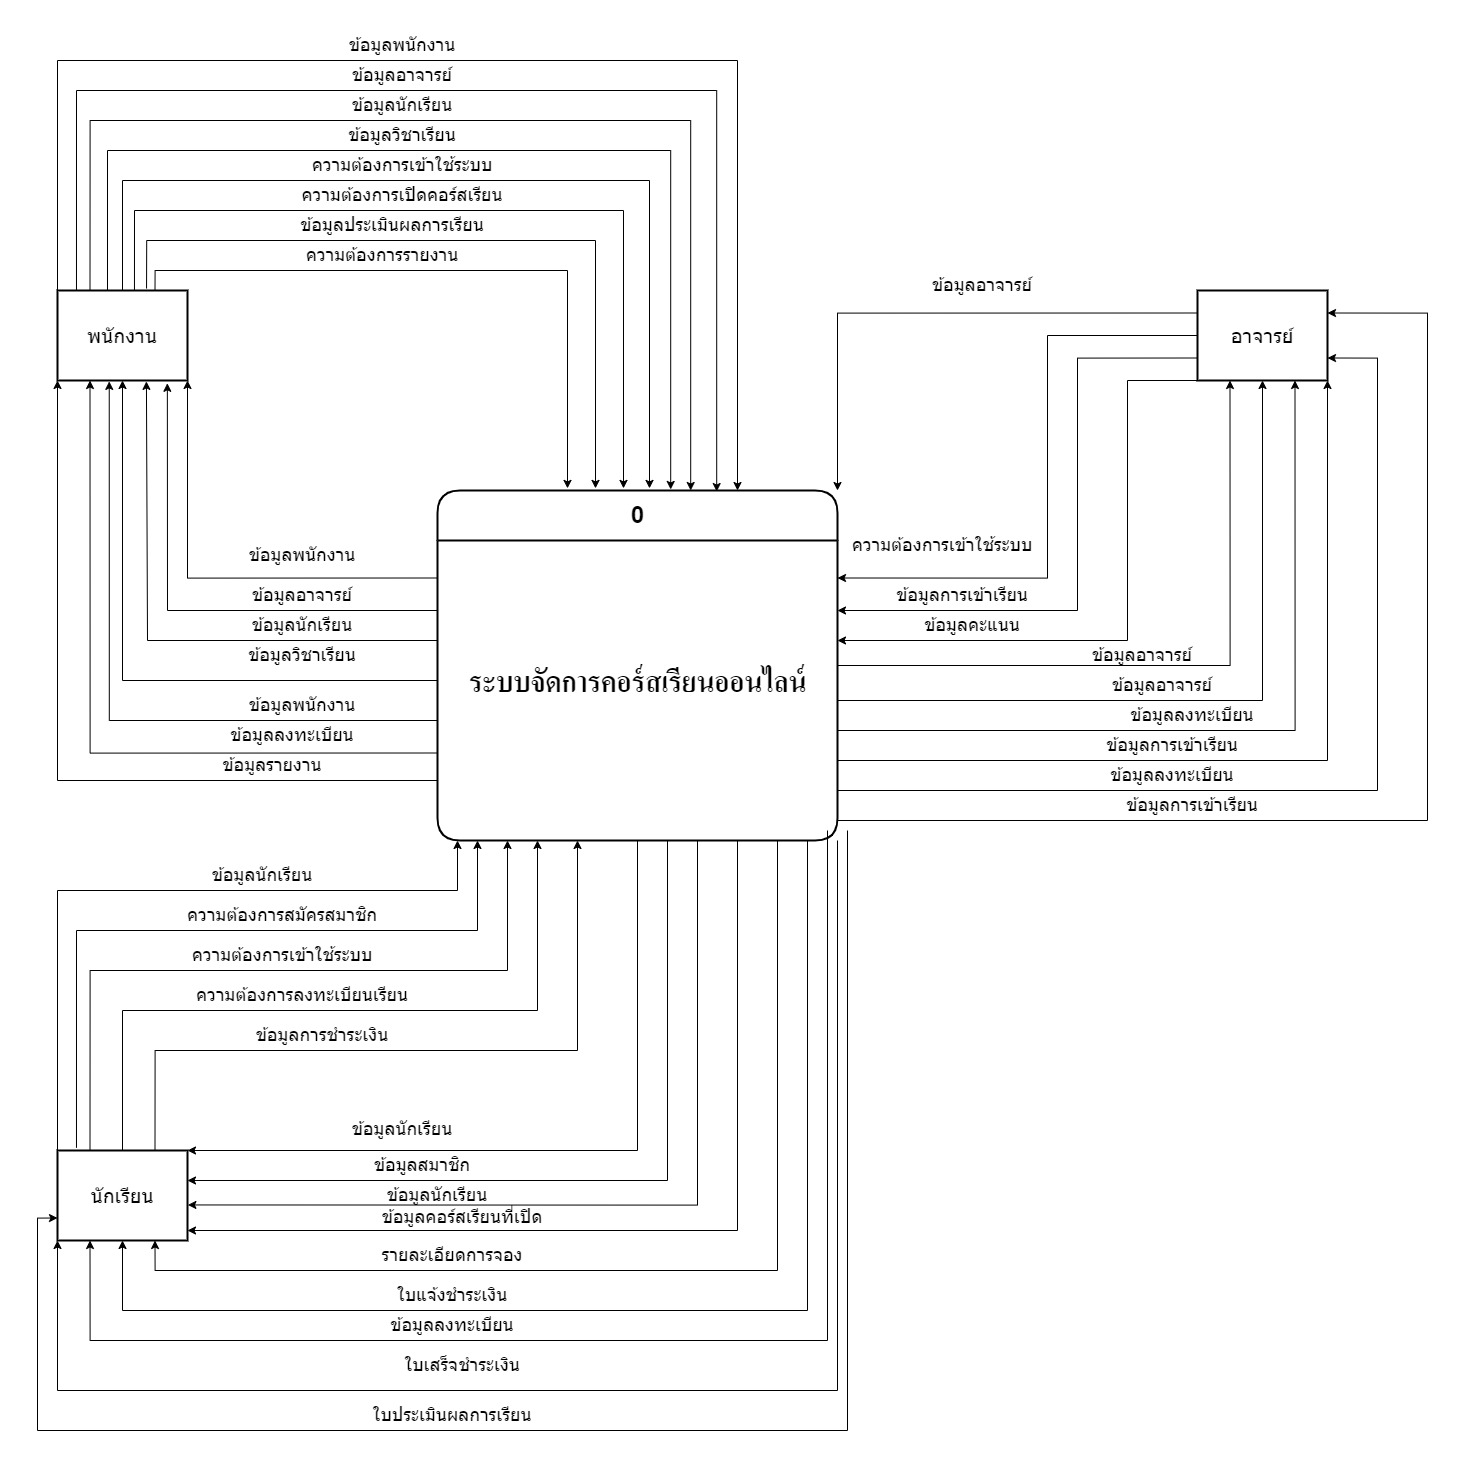 ข้อมูลพนักงาน
ข้อมูลอาจารย์
ข้อมูลนักเรียน
ข้อมูลวิชาเรียน
ความต้องการเข้าใช้ระบบ
ความต้องการเปิดคอร์สเรียน
ข้อมูลประเมินผลการเรียน
ความต้องการรายงาน
พนักงาน
ข้อมูลอาจารย์
อาจารย์
0
ระบบจัดการคอร์สเรียนออนไลน์
ข้อมูลพนักงาน
ข้อมูลอาจารย์
ข้อมูลนักเรียน
ข้อมูลวิชาเรียน
ข้อมูลพนักงาน
ข้อมูลลงทะเบียน
ข้อมูลรายงาน
ความต้องการเข้าใช้ระบบ
ข้อมูลการเข้าเรียน
ข้อมูลคะแนน
ข้อมูลอาจารย์
ข้อมูลอาจารย์
ข้อมูลลงทะเบียน
ข้อมูลการเข้าเรียน
ข้อมูลลงทะเบียน
ข้อมูลการเข้าเรียน
ข้อมูลนักเรียน
ความต้องการสมัครสมาชิก
ความต้องการเข้าใช้ระบบ
ความต้องการลงทะเบียนเรียน
ข้อมูลการชำระเงิน
นักเรียน
ข้อมูลนักเรียน
ข้อมูลสมาชิก
ข้อมูลนักเรียน
ข้อมูลคอร์สเรียนที่เปิด
รายละเอียดการจอง
ใบแจ้งชำระเงิน
ข้อมูลลงทะเบียน
ใบเสร็จชำระเงิน
ใบประเมินผลการเรียน